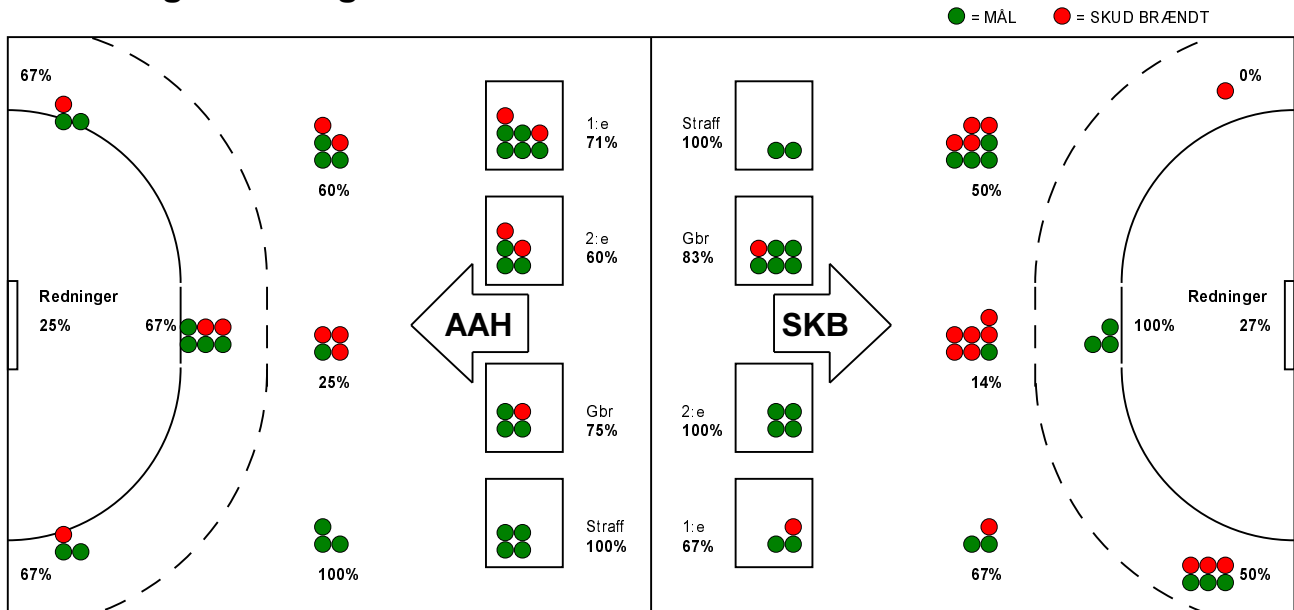 = MÅL
= SKUD BRÆNDT
67%
60%
1:e
71%
Straff
100%
50%
0%
2:e
60%
Gbr
83%
Redninger
25%
67%
25%
AAH
SKB
14%
100%
Redninger
27%
Gbr
75%
2:e
100%
67%
100%
Straff
100%
1:e
67%
67%
50%